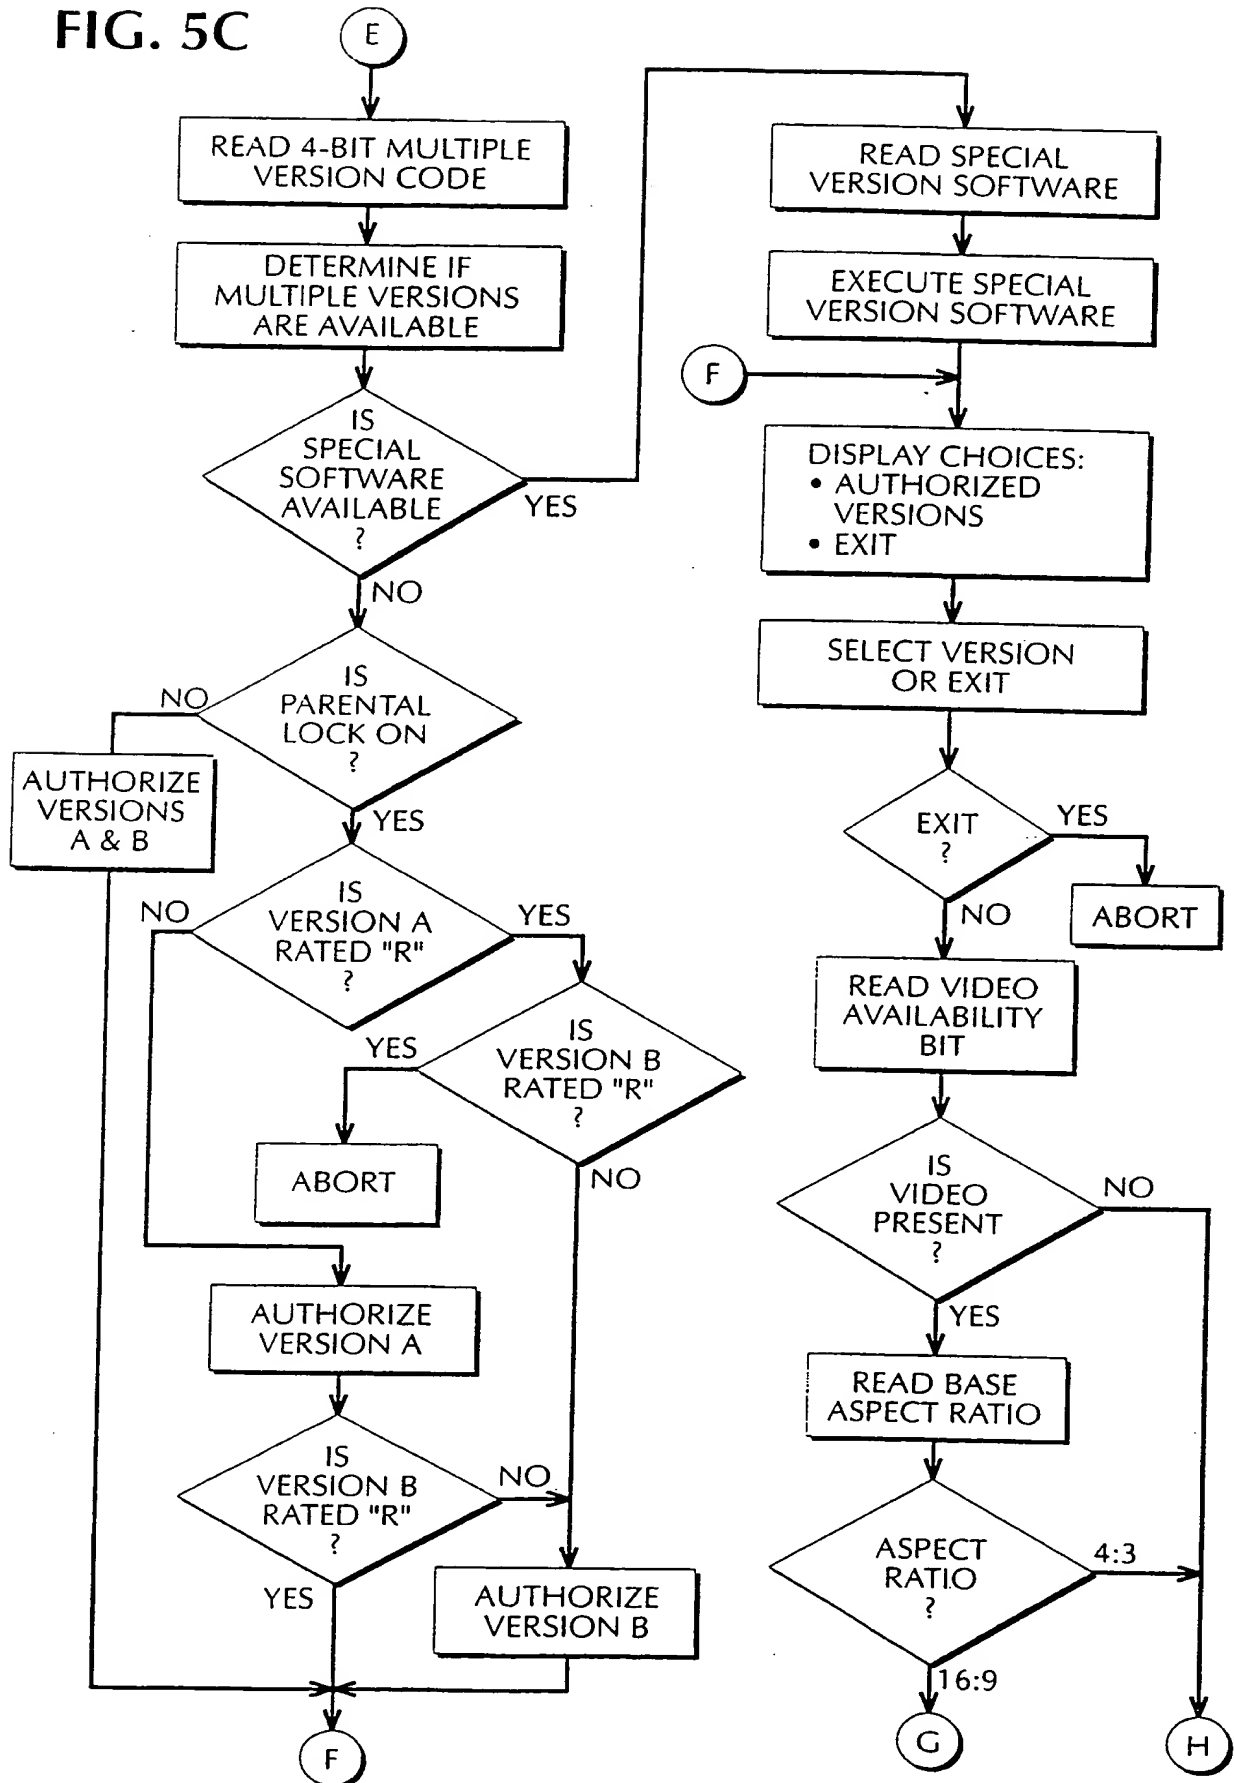 FIG. 5C
E
READ 4-BIT MULTIPLE
VERSION CODE
DETERMINE IF
MULTIPLE VERSIONS
ARE AVAILABLE
IS
SPECIAL
SOFTWARE
AVAILABLE
?
YES
NO
IS
PARENTAL
LOCK ON
?
NO
AUTHORIZE
VERSIONS
A & B
YES
IS
VERSION A
RATED "R"
?
NO
YES
IS
VERSION B
RATED "R"
?
YES
ABORT
NO
AUTHORIZE
VERSION A
IS
VERSION B
RATED "R"
?
NO
YES
AUTHORIZE
VERSION B
F
READ SPECIAL
VERSION SOFTWARE
EXECUTE SPECIAL
VERSION SOFTWARE
F
DISPLAY CHOICES:
• AUTHORIZED
VERSIONS
• EXIT
SELECT VERSION
OR EXIT
EXIT
?
YES
ABORT
NO
READ VIDEO
AVAILABILITY
BIT
IS
VIDEO
PRESENT
?
NO
YES
READ BASE
ASPECT RATIO
ASPECT
RATIO
?
4:3
16:9
G
H